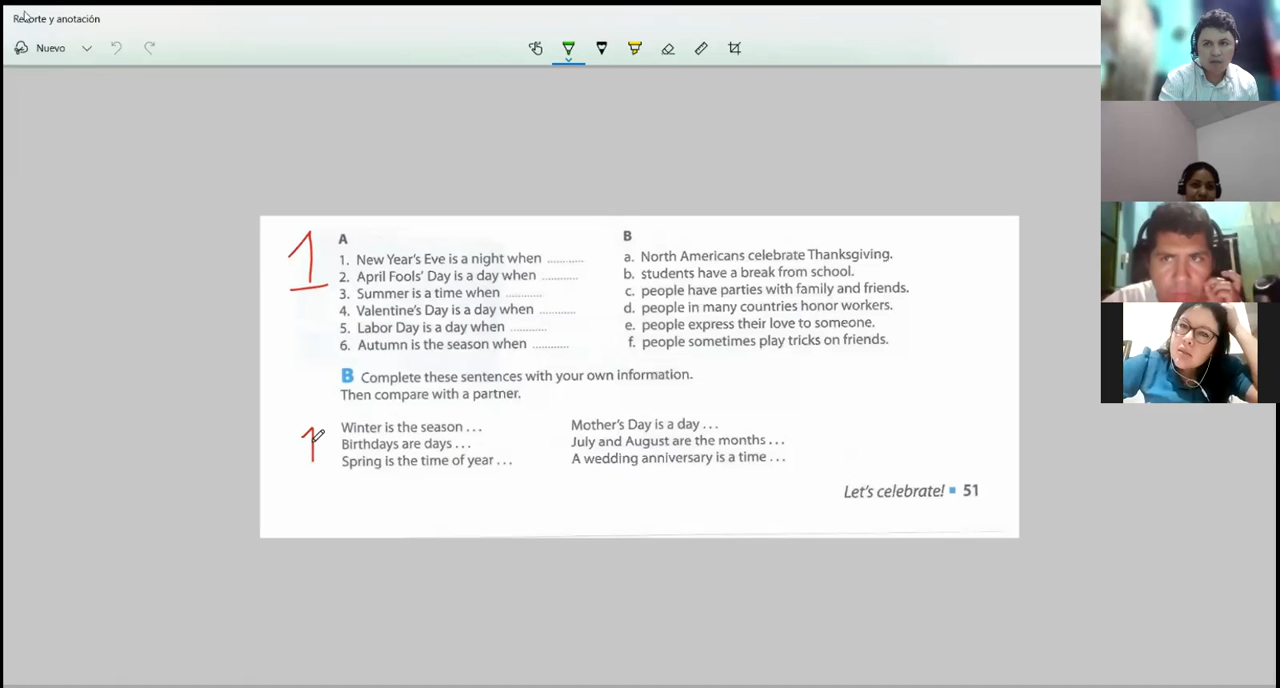 Recorte y anotación
Nuevo
1
A
1. New Year's Eve is a night when ............
2. April Fools' Day is a day when ............
3. Summer is a time when ............
4. Valentine's Day is a day when ............
5. Labor Day is a day when ............
6. Autumn is the season when ............
B
a. North Americans celebrate Thanksgiving.
b. students have a break from school.
c. people have parties with family and friends.
d. people in many countries honor workers.
e. people express their love to someone.
f. people sometimes play tricks on friends.
B Complete these sentences with your own information.
Then compare with a partner.
1
Winter is the season ...
Birthdays are days ...
Spring is the time of year ...
Mother's Day is a day ...
July and August are the months ...
A wedding anniversary is a time ...
Let's celebrate! ■ 51